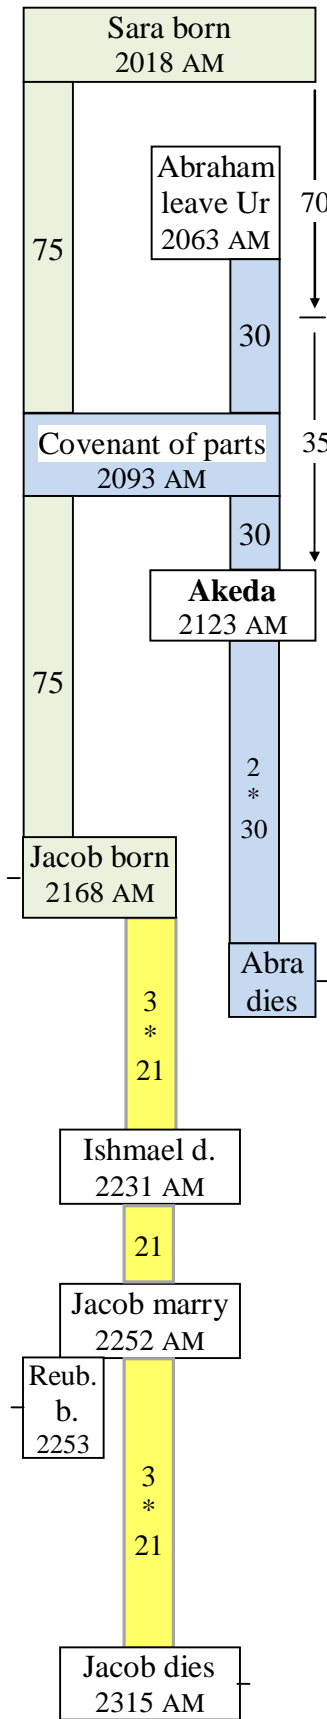 Sara born
2018 AM
Abraham
leave Ur
2063 AM
70
75
30
Covenant of parts
2093 AM
35
30
Akeda
2123 AM
75
2
*
30
Jacob born
2168 AM
Abra
dies
3
*
21
Ishmael d.
2231 AM
21
Jacob marry
2252 AM
Reub.
b.
2253
3
*
21
Jacob dies
2315 AM